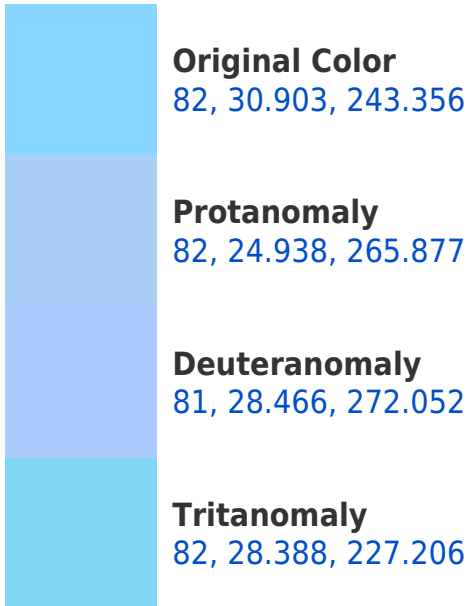 Original Color
82, 30.903, 243.356
Protanomaly
82, 24.938, 265.877
Deuteranomaly
81, 28.466, 272.052
Tritanomaly
82, 28.388, 227.206